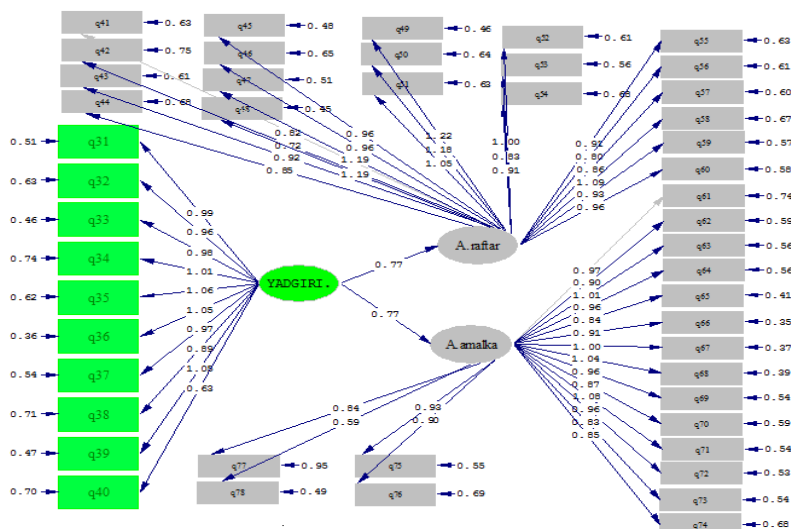 q41 0.63
q42 0.75
q43 0.61
q44 0.68
q45 0.48
q46 0.65
q47 0.51
q48 0.45
q49 0.46
q50 0.64
q51 0.63
q52 0.61
q53 0.56
q54
q55 0.63
q56 0.61
q57 0.60
q58 0.67
q59 0.57
q60 0.58
q61 0.74
q62 0.59
q63 0.56
q64 0.56
q65 0.41
q66 0.35
q67 0.37
q68 0.39
q69 0.54
q70 0.59
q71 0.54
q72 0.53
q73 0.54
q74 0.68
0.51 q31
0.63 q32
0.46 q33
0.74 q34
0.62 q35
0.36 q36
0.54 q37
0.71 q38
0.47 q39
0.70 q40
0.82
0.72
0.92
0.85
0.96
0.96
1.19
1.19
1.22
1.18
1.05
1.00
0.83
0.91
0.91
0.80
0.86
1.09
0.93
0.96
0.99
0.96
0.98
1.01
1.06
1.05
0.97
0.89
1.08
0.63
YADGIRI.
0.77
0.77
A.raftar
A.amalka
0.97
0.90
1.01
0.96
0.84
0.91
1.00
1.04
0.96
0.87
1.08
0.96
0.83
0.85
0.84
0.59
0.93
0.90
q77 0.95
q78 0.49
q75 0.55
q76 0.69